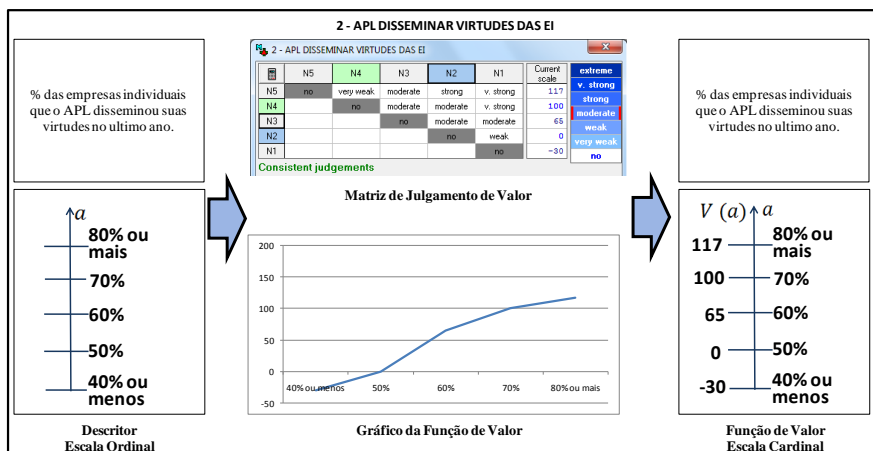 2 - APL DISSEMINAR VIRTUDES DAS EI
% das empresas individuais
que o APL disseminou suas
virtudes no ultimo ano.
a
80% ou
mais
70%
60%
50%
40% ou
menos
Descritor
Escala Ordinal
2 - APL DISSEMINAR VIRTUDES DAS EI
N5 N4 N3 N2 N1 Current scale
N5 no very weak moderate strong v. strong 117
N4 no moderate moderate v. strong 100
N3 no moderate moderate 65
N2 no weak 0
N1 no -30
extreme
v. strong
strong
moderate
weak
very weak
no
Consistent judgements
Matriz de Julgamento de Valor
200
150
100
50
0
-50
40% ou menos 50% 60% 70% 80% ou mais
Gráfico da Função de Valor
% das empresas individuais
que o APL disseminou suas
virtudes no ultimo ano.
V (a) a
117 80% ou
mais
100 70%
65 60%
0 50%
-30 40% ou
menos
Função de Valor
Escala Cardinal